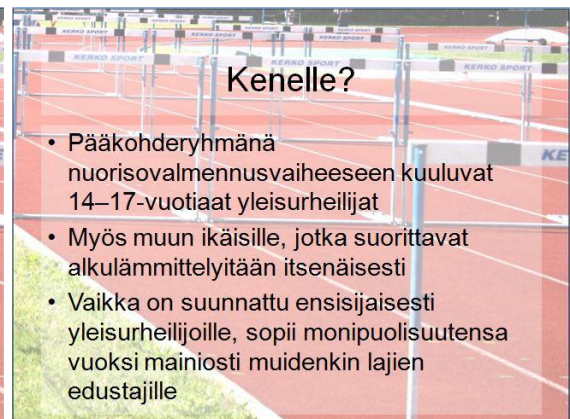 KERKO SPORT
KERKO SPORT
KERKO SPORT
KERKO SPORT
KE
Kenelle?
• Pääkohderyhmänä
nuorisovalmennusvaiheeseen kuuluvat
14–17-vuotiaat yleisurheilijat
• Myös muun ikäisille, jotka suorittavat
alkulämmittelyitään itsenäisesti
• Vaikka on suunnattu ensisijaisesti
yleisurheilijoille, sopii monipuolisuutensa
vuoksi mainiosti muidenkin lajien
edustajille